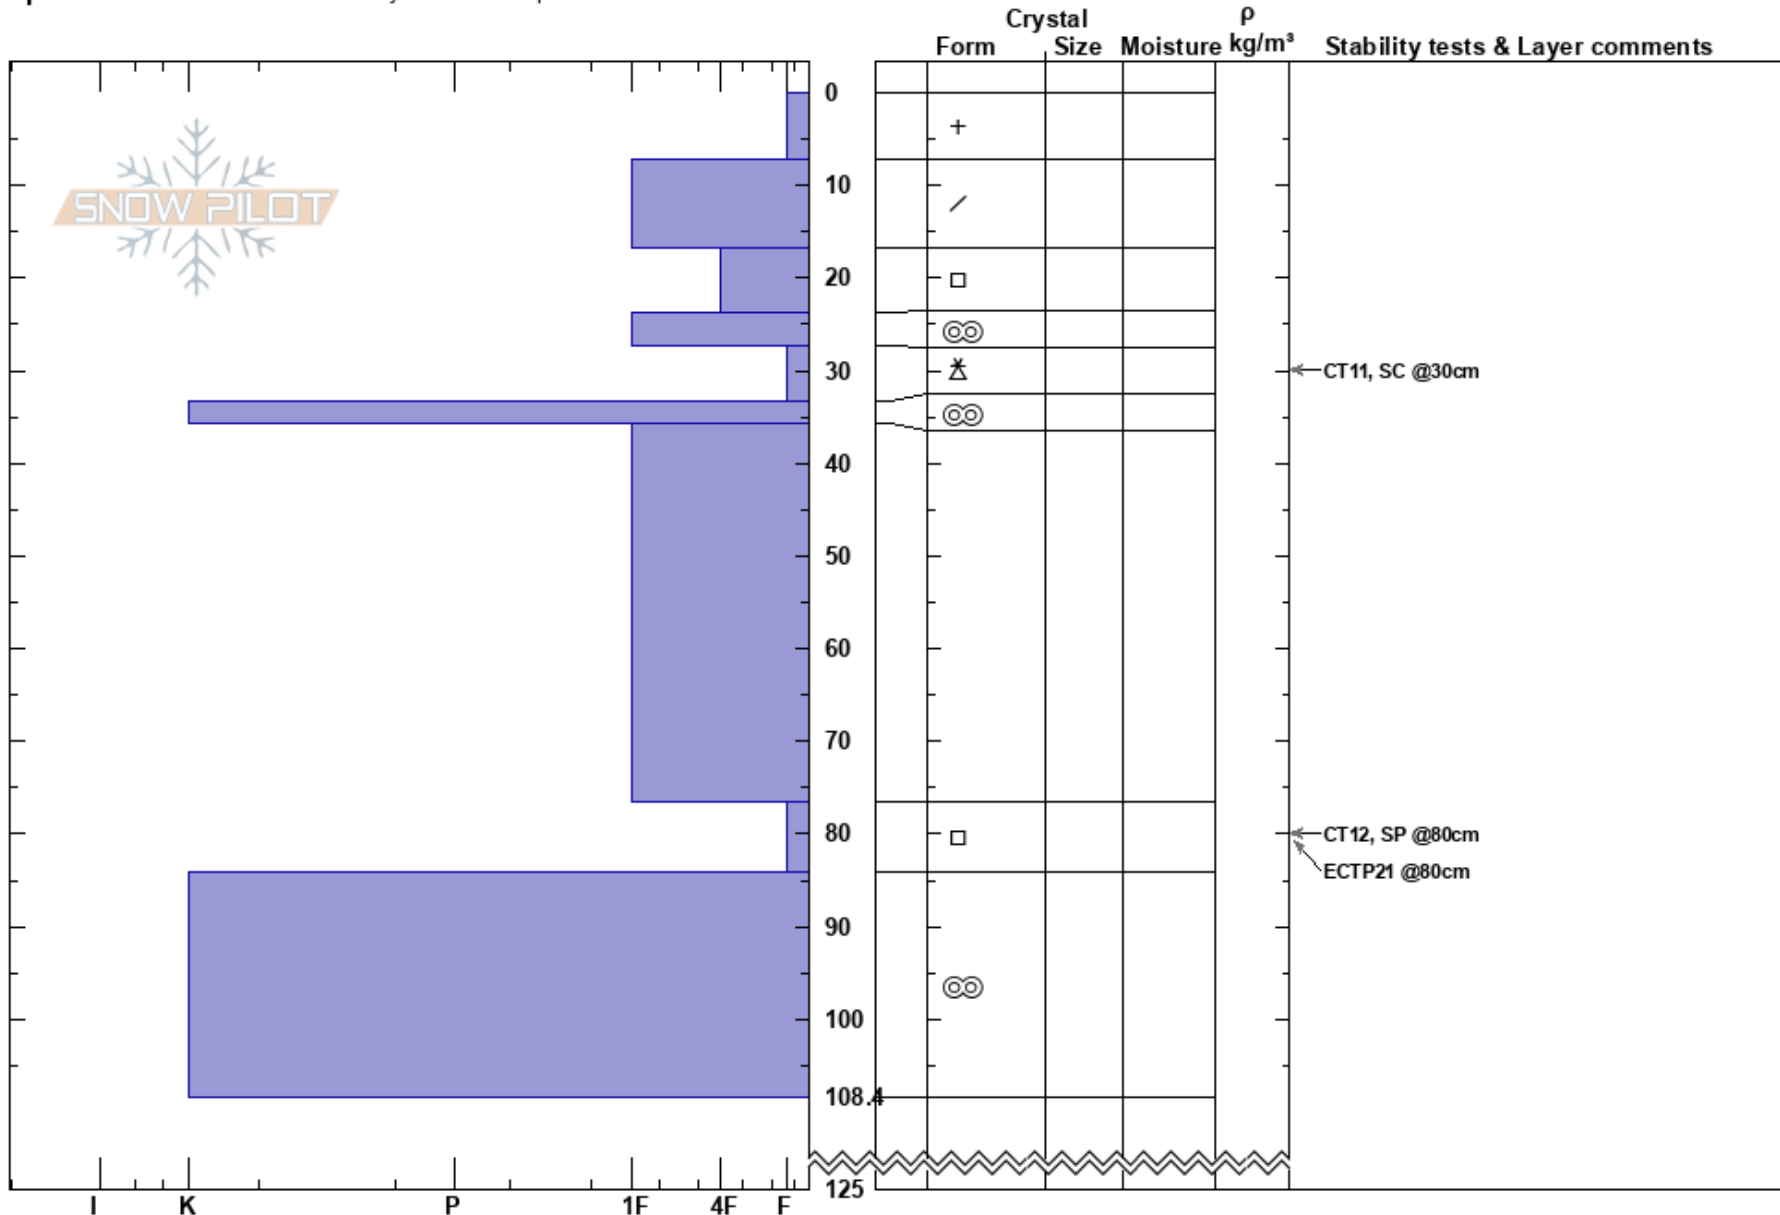 Crystal
ρ
Form Size Moisture kg/m³ Stability tests & Layer comments
SNOW PILOT
0
10
20
30
CT11, SC @30cm
40
50
60
70
80
CT12, SP @80cm
ECTP21 @80cm
90
100
108.4
125
I K P 1F 4F F